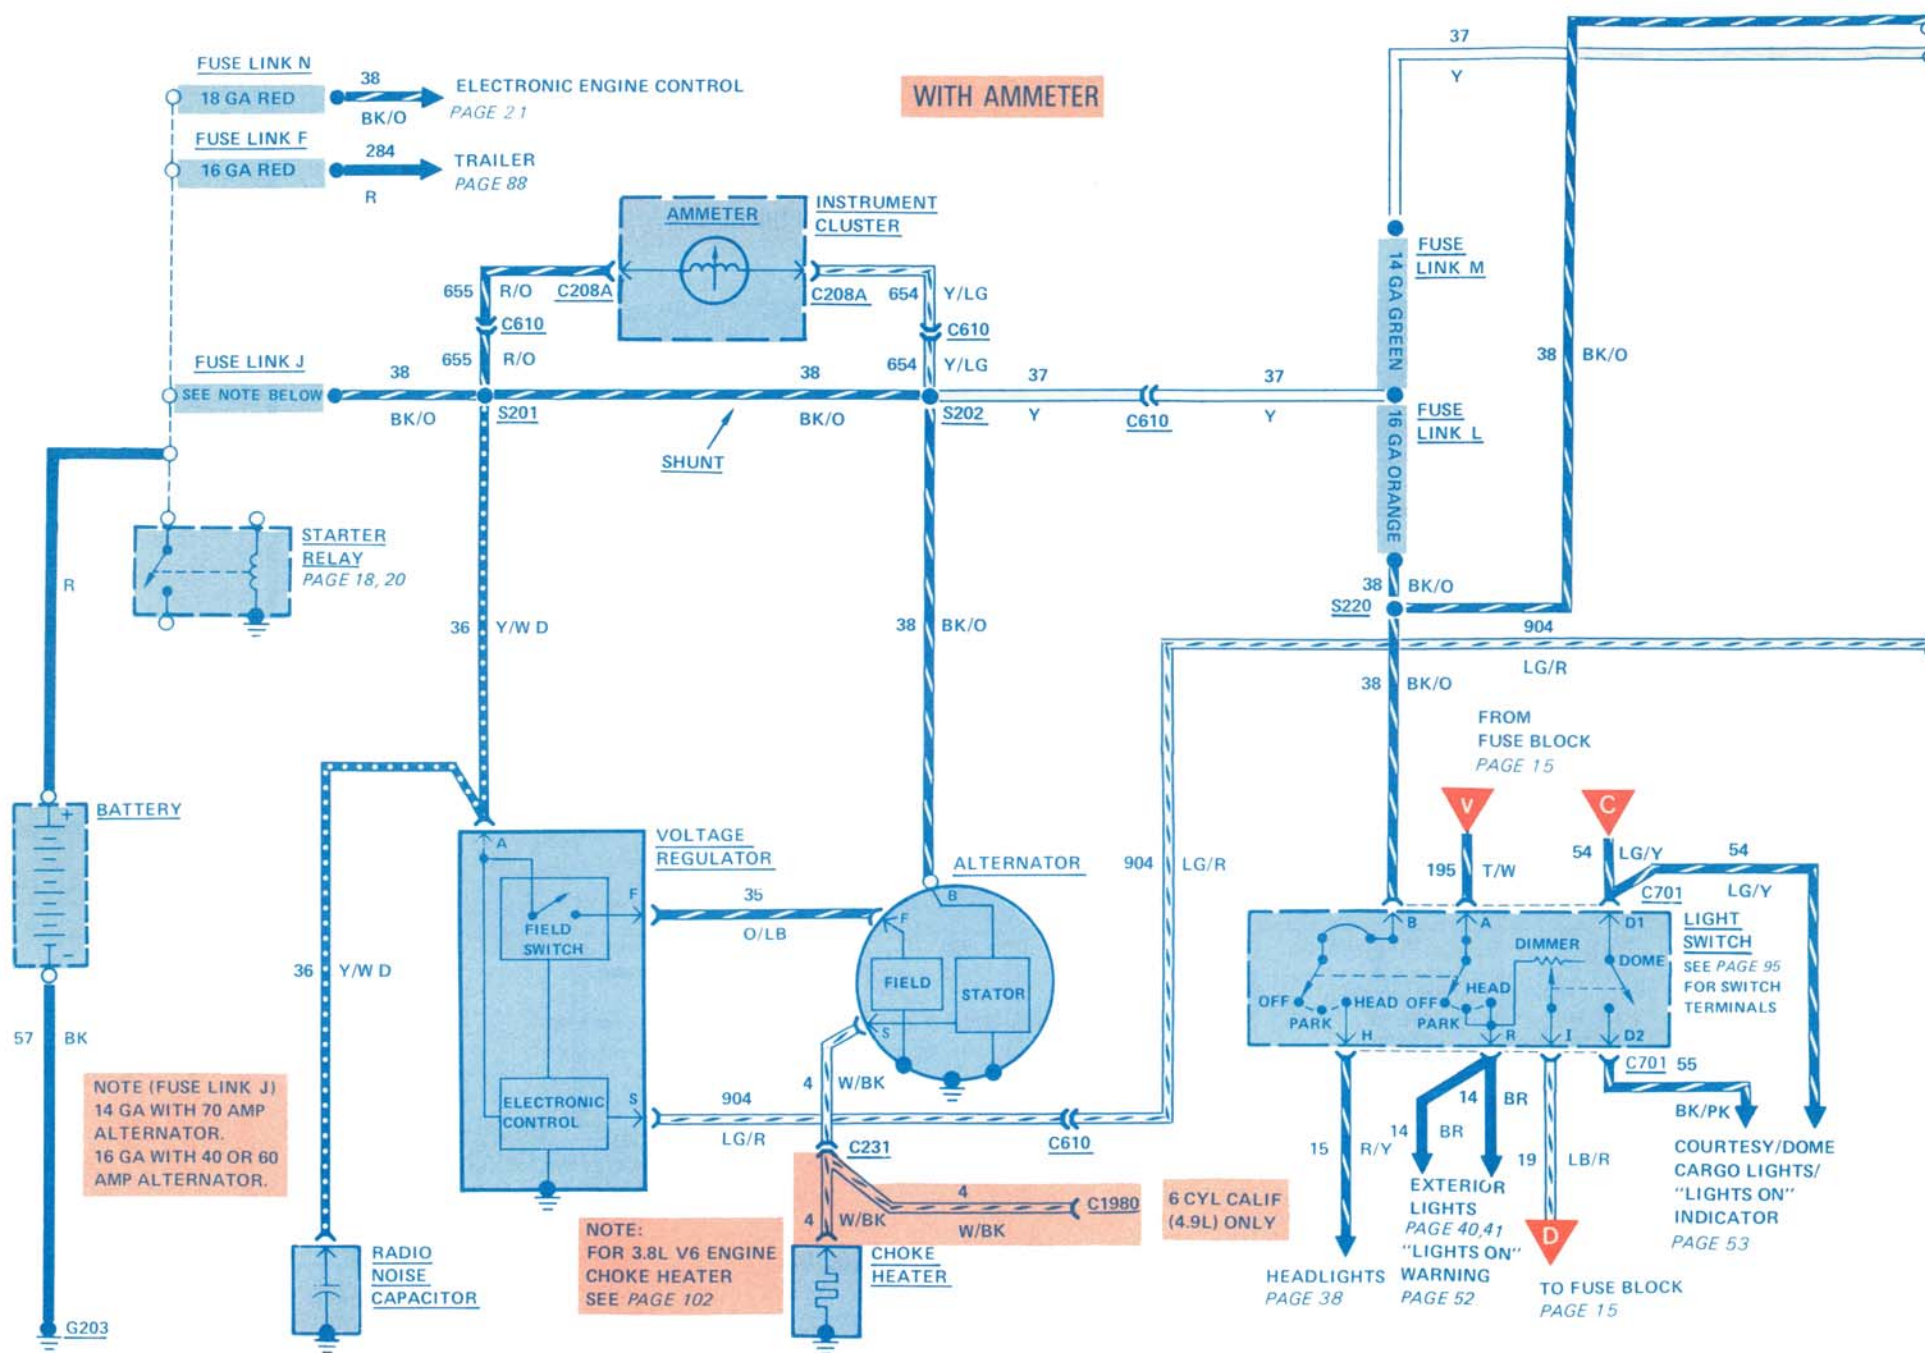 WITH AMMETER
FUSE LINK N
18 GA RED
38
BK/O
ELECTRONIC ENGINE CONTROL
PAGE 21
FUSE LINK F
16 GA RED
284
R
TRAILER
PAGE 88
37
Y
AMMETER
INSTRUMENT
CLUSTER
655
R/O
C208A
C208A
654
Y/LG
C610
C610
655
R/O
654
Y/LG
FUSE
LINK M
14 GA GREEN
38
BK/O
FUSE LINK J
SEE NOTE BELOW
38
BK/O
S201
38
BK/O
S202
SHUNT
37
Y
C610
37
Y
FUSE
LINK L
16 GA ORANGE
R
STARTER
RELAY
PAGE 18, 20
38
BK/O
S220
904
LG/R
36
Y/W D
38
BK/O
38
BK/O
FROM
FUSE BLOCK
PAGE 15
V
C
BATTERY
+
-
A
VOLTAGE
REGULATOR
F
FIELD
SWITCH
35
O/LB
ALTERNATOR
B
F
FIELD
STATOR
S
904
LG/R
195
T/W
54
LG/Y
54
LG/Y
C701
LIGHT
SWITCH
SEE PAGE 95
FOR SWITCH
TERMINALS
B
A
D1
DIMMER
DOME
OFF
HEAD
PARK
OFF
HEAD
PARK
H
R
I
D2
36
Y/W D
57
BK
NOTE (FUSE LINK J)
14 GA WITH 70 AMP
ALTERNATOR.
16 GA WITH 40 OR 60
AMP ALTERNATOR.
ELECTRONIC
CONTROL
S
904
LG/R
4
W/BK
C231
C610
C701
55
BK/PK
4
W/BK
C1980
6 CYL CALIF
(4.9L) ONLY
4
W/BK
NOTE:
FOR 3.8L V6 ENGINE
CHOKE HEATER
SEE PAGE 102
CHOKE
HEATER
RADIO
NOISE
CAPACITOR
G203
15
R/Y
14
BR
14
BR
19
LB/R
HEADLIGHTS
PAGE 38
EXTERIOR
LIGHTS
PAGE 40,41
"LIGHTS ON"
WARNING
PAGE 52
D
TO FUSE BLOCK
PAGE 15
COURTESY/DOME
CARGO LIGHTS/
"LIGHTS ON"
INDICATOR
PAGE 53